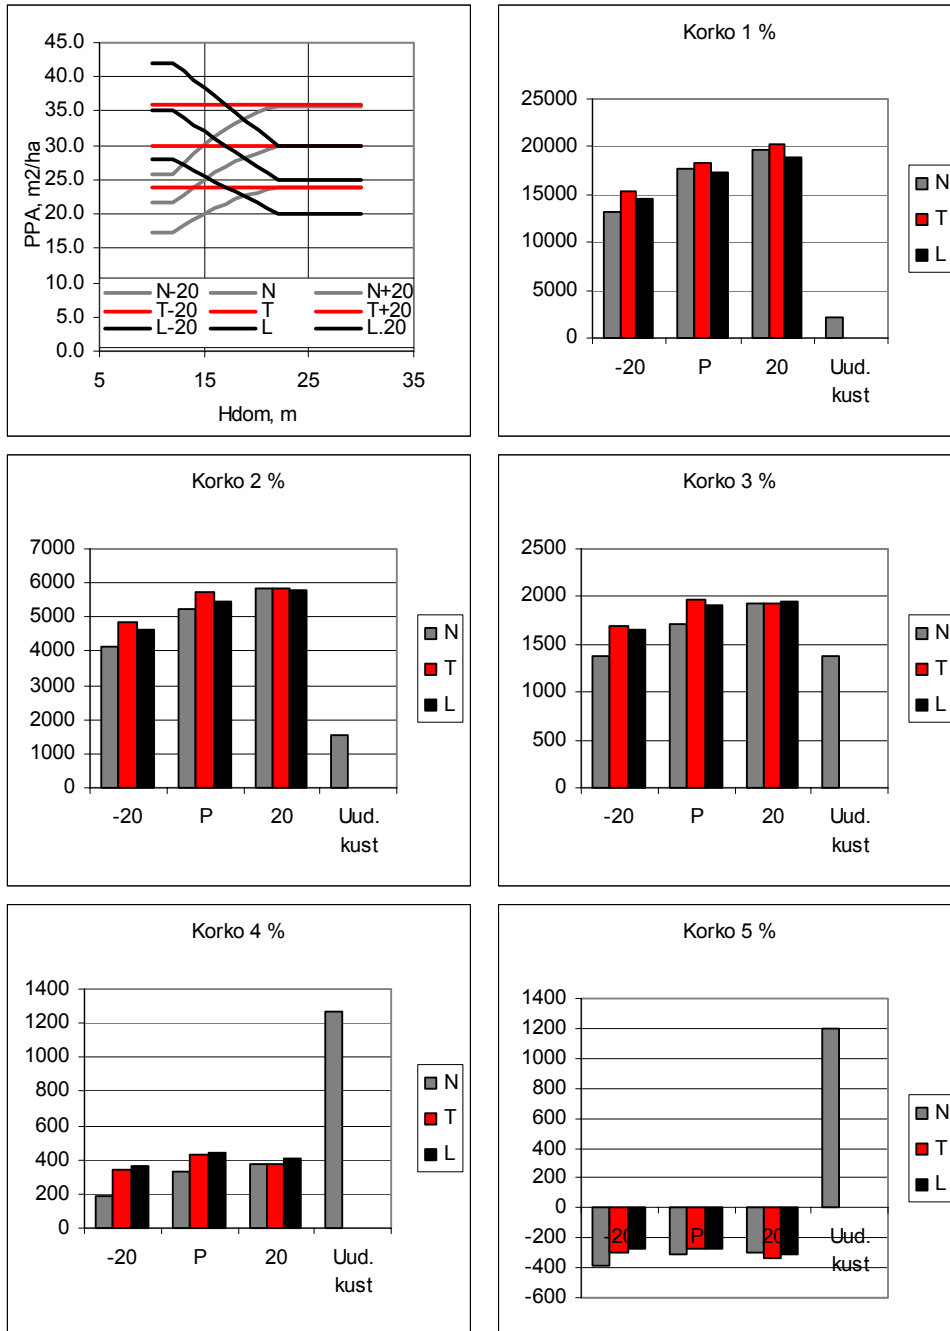 45.0
40.0
35.0
30.0
25.0
20.0
15.0
10.0
5.0
0.0
PPA, m2/ha
N-20 N N+20
T-20 T T+20
L-20 L L.20
5 15 25 35
Hdom, m
Korko 1 %
25000
20000
15000
10000
5000
0
-20 P 20 Uud.
kust
N
T
L
Korko 2 %
7000
6000
5000
4000
3000
2000
1000
0
-20 P 20 Uud.
kust
N
T
L
Korko 3 %
2500
2000
1500
1000
500
0
-20 P 20 Uud.
kust
N
T
L
Korko 4 %
1400
1200
1000
800
600
400
200
0
-20 P 20 Uud.
kust
N
T
L
Korko 5 %
1400
1200
1000
800
600
400
200
0
-200
-400
-600
-20 P 20 Uud.
kust
N
T
L